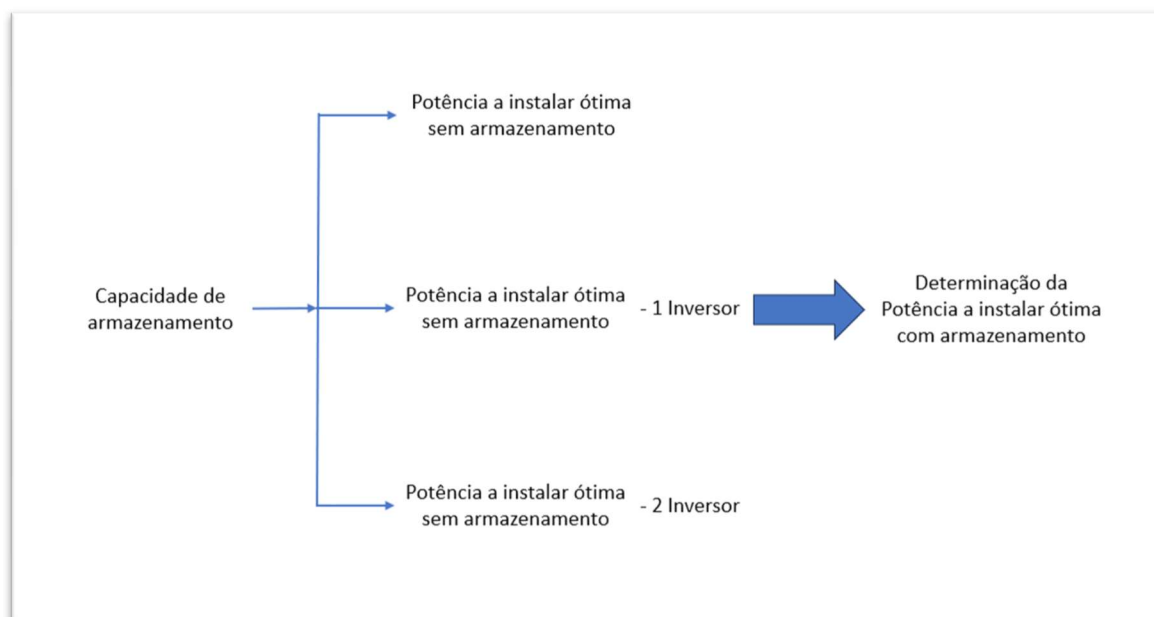 Potência a instalar ótima
sem armazenamento
Capacidade de
armazenamento
Potência a instalar ótima
sem armazenamento
- 1 Inversor
Determinação da
Potência a instalar ótima
com armazenamento
Potência a instalar ótima
sem armazenamento
- 2 Inversor